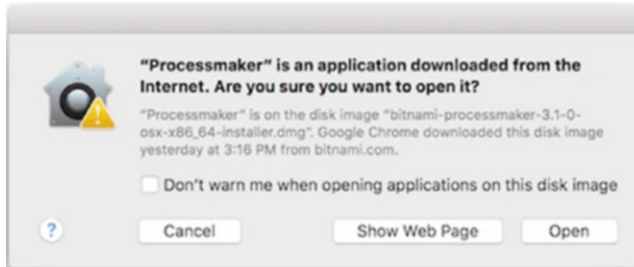 “Processmaker” is an application downloaded from the
Internet. Are you sure you want to open it?
“Processmaker” is on the disk image “bitnami-processmaker-3.1-0-
osx-x86_64-installer.dmg”. Google Chrome downloaded this disk image
yesterday at 3:16 PM from bitnami.com.
Don’t warn me when opening applications on this disk image
?
Cancel
Show Web Page
Open